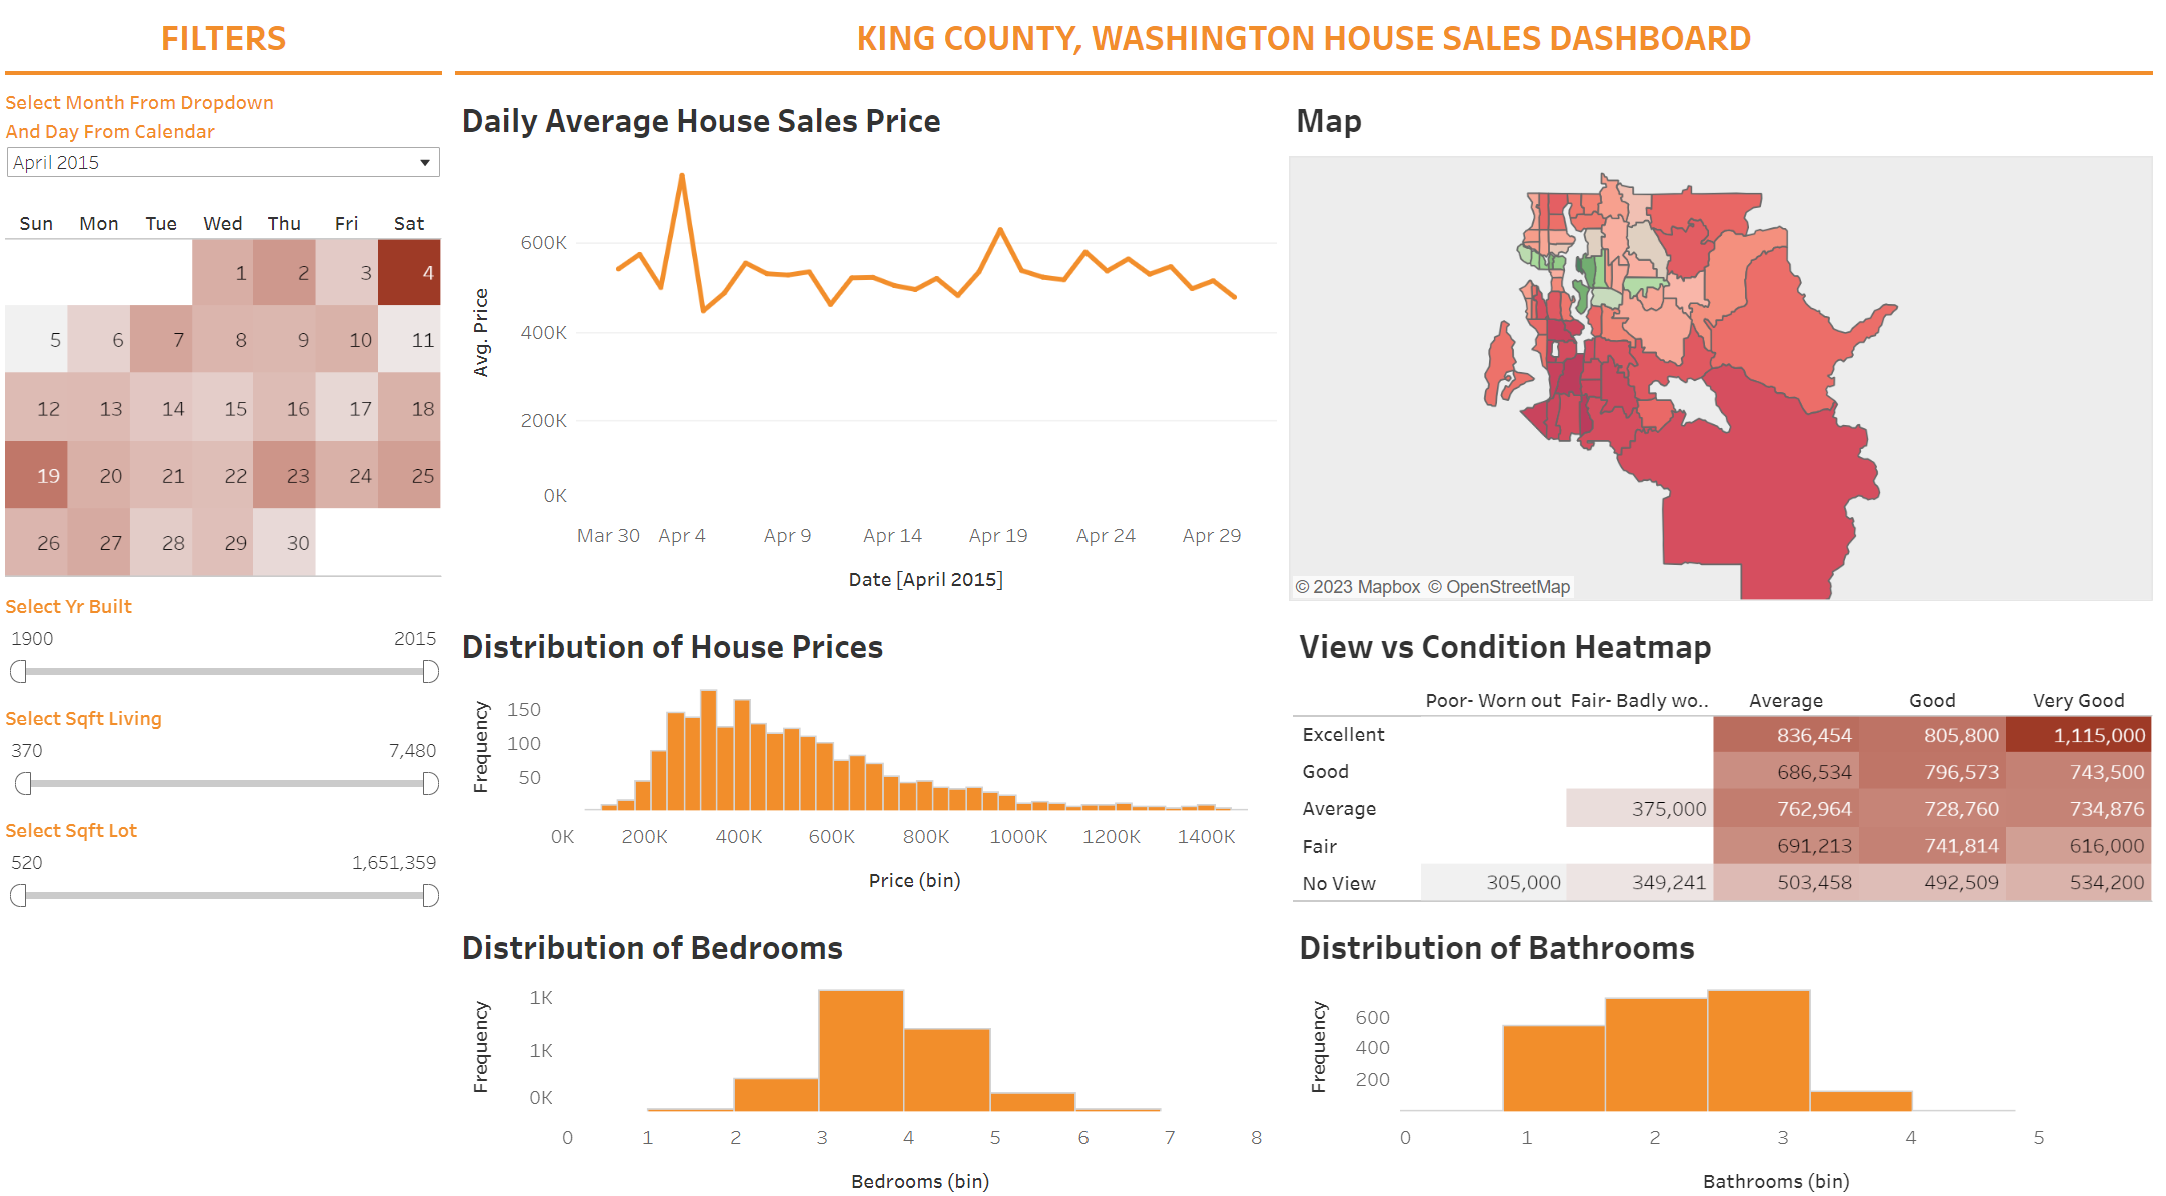 FILTERS
KING COUNTY, WASHINGTON HOUSE SALES DASHBOARD
Select Month From Dropdown
And Day From Calendar
April 2015
Sun Mon Tue Wed Thu Fri Sat
1 2 3 4
5 6 7 8 9 10 11
12 13 14 15 16 17 18
19 20 21 22 23 24 25
26 27 28 29 30
Select Yr Built
1900 2015
Select Sqft Living
370 7,480
Select Sqft Lot
520 1,651,359
Daily Average House Sales Price
Avg. Price
600K
400K
200K
0K
Mar 30 Apr 4 Apr 9 Apr 14 Apr 19 Apr 24 Apr 29
Date [April 2015]
Map
© 2023 Mapbox © OpenStreetMap
Distribution of House Prices
Frequency
150
100
50
0K 200K 400K 600K 800K 1000K 1200K 1400K
Price (bin)
View vs Condition Heatmap
Poor- Worn out Fair- Badly wo.. Average Good Very Good
Excellent 836,454 805,800 1,115,000
Good 686,534 796,573 743,500
Average 375,000 762,964 728,760 734,876
Fair 691,213 741,814 616,000
No View 305,000 349,241 503,458 492,509 534,200
Distribution of Bedrooms
Frequency
1K
1K
0K
0 1 2 3 4 5 6 7 8
Bedrooms (bin)
Distribution of Bathrooms
Frequency
600
400
200
0 1 2 3 4 5
Bathrooms (bin)